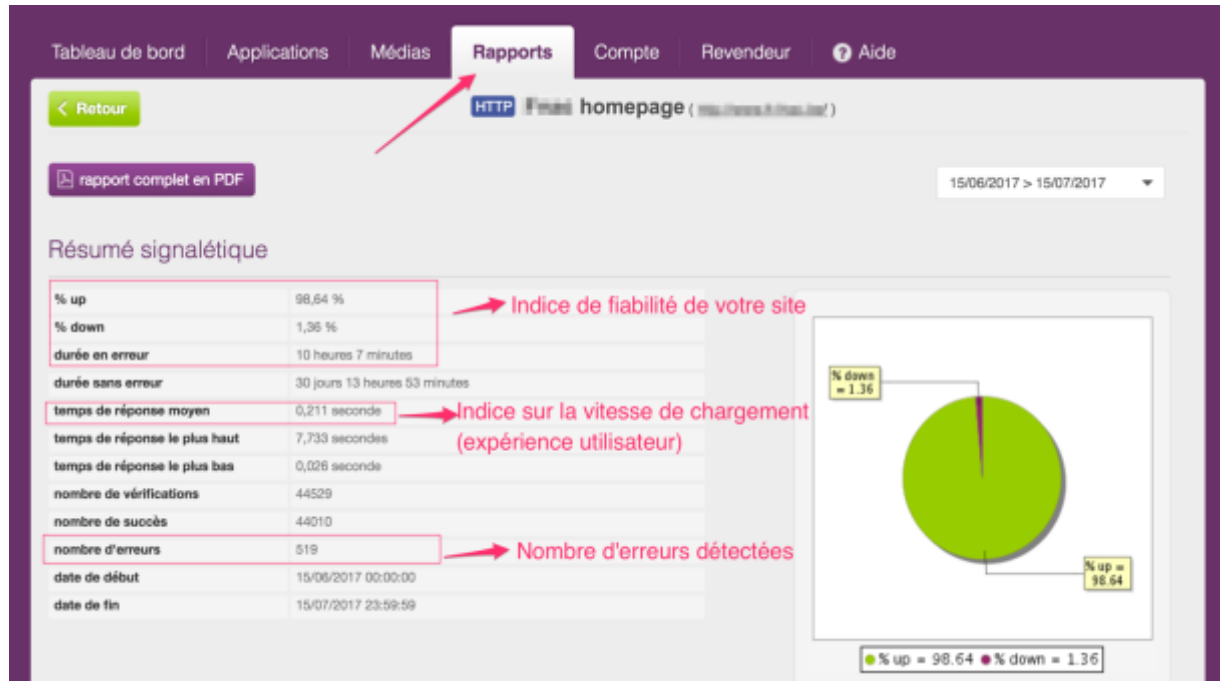 Tableau de bord Applications Médias Rapports Compte Revendeur ? Aide
< Retour
HTTP homepage ( )
rapport complet en PDF
15/06/2017 > 15/07/2017
Résumé signalétique
% up 98,64 %
% down 1,36 %
durée en erreur 10 heures 7 minutes
Indice de fiabilité de votre site
durée sans erreur 30 jours 13 heures 53 minutes
temps de réponse moyen 0,211 seconde
Indice sur la vitesse de chargement
(expérience utilisateur)
temps de réponse le plus haut 7,733 secondes
temps de réponse le plus bas 0,026 seconde
nombre de vérifications 44529
nombre de succès 44010
nombre d'erreurs 519
Nombre d'erreurs détectées
date de début 15/06/2017 00:00:00
date de fin 15/07/2017 23:59:59
% down
= 1.36
% up =
98.64
% up = 98.64 % down = 1.36